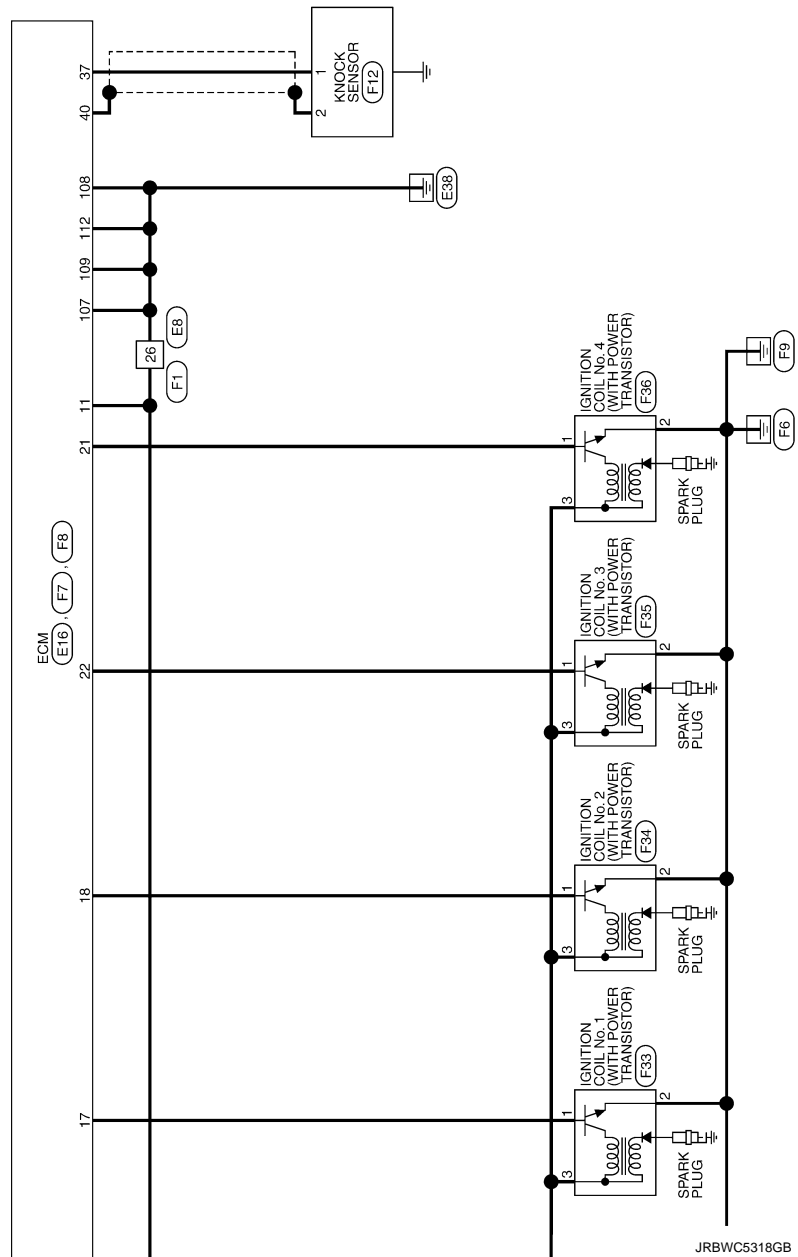 ECM
E16, F7, F8
17
18
22
21
11
107
109
112
108
40
37
F1
26
E8
E38
1
2
KNOCK
SENSOR
F12
IGNITION
COIL No. 1
(WITH POWER
TRANSISTOR)
F33
1
2
3
SPARK
PLUG
IGNITION
COIL No. 2
(WITH POWER
TRANSISTOR)
F34
1
2
3
SPARK
PLUG
IGNITION
COIL No. 3
(WITH POWER
TRANSISTOR)
F35
1
2
3
SPARK
PLUG
IGNITION
COIL No. 4
(WITH POWER
TRANSISTOR)
F36
1
2
3
SPARK
PLUG
F6
F9
JRBWC5318GB